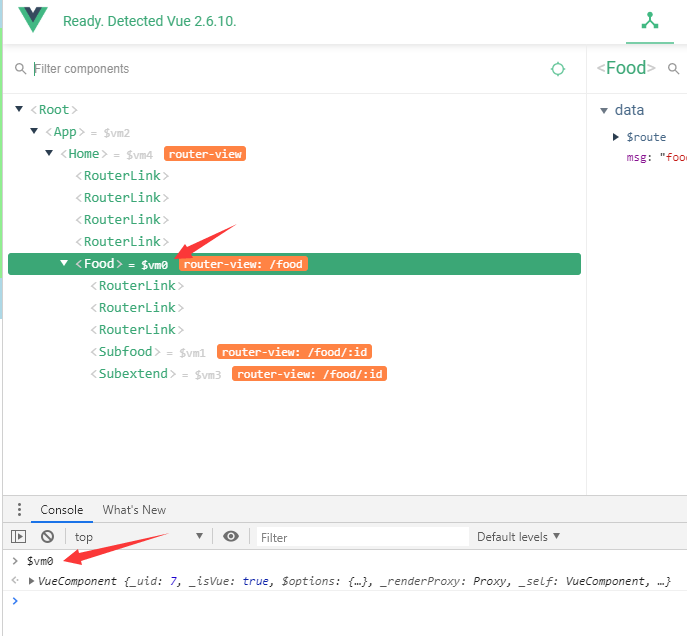 Ready. Detected Vue 2.6.10.
Filter components
<Food>
<Root>
<App> = $vm2
<Home> = $vm4 router-view
<RouterLink>
<RouterLink>
<RouterLink>
<RouterLink>
<Food> = $vm0 router-view: /food
<RouterLink>
<RouterLink>
<RouterLink>
<Subfood> = $vm1 router-view: /food/:id
<Subextend> = $vm3 router-view: /food/:id
data
$route
msg: "foo
Console What's New
top Filter Default levels
> $vm0
VueComponent {_uid: 7, _isVue: true, $options: {…}, _renderProxy: Proxy, _self: VueComponent, …}
>